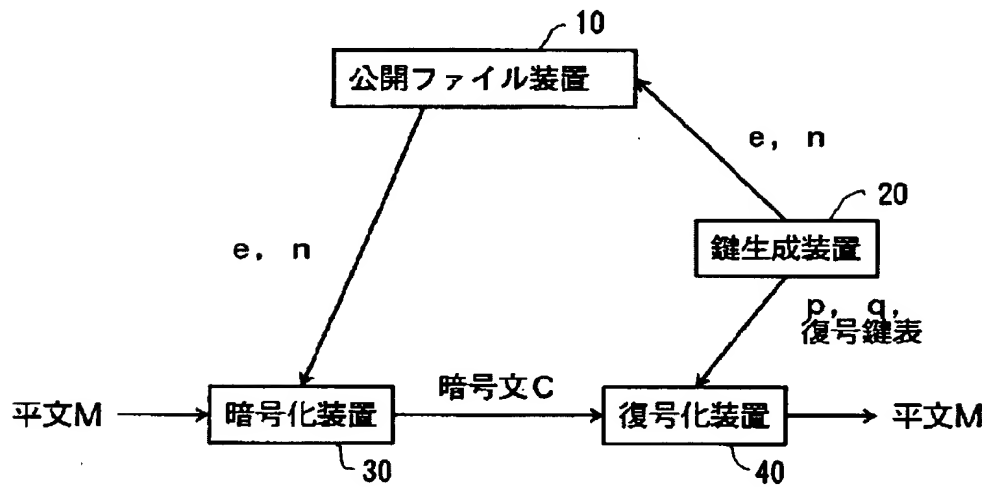 10
公開ファイル装置
e, n
20
鍵生成装置
e, n
p, q,
復号鍵表
平文M
暗号化装置
暗号文C
復号化装置
平文M
30
40